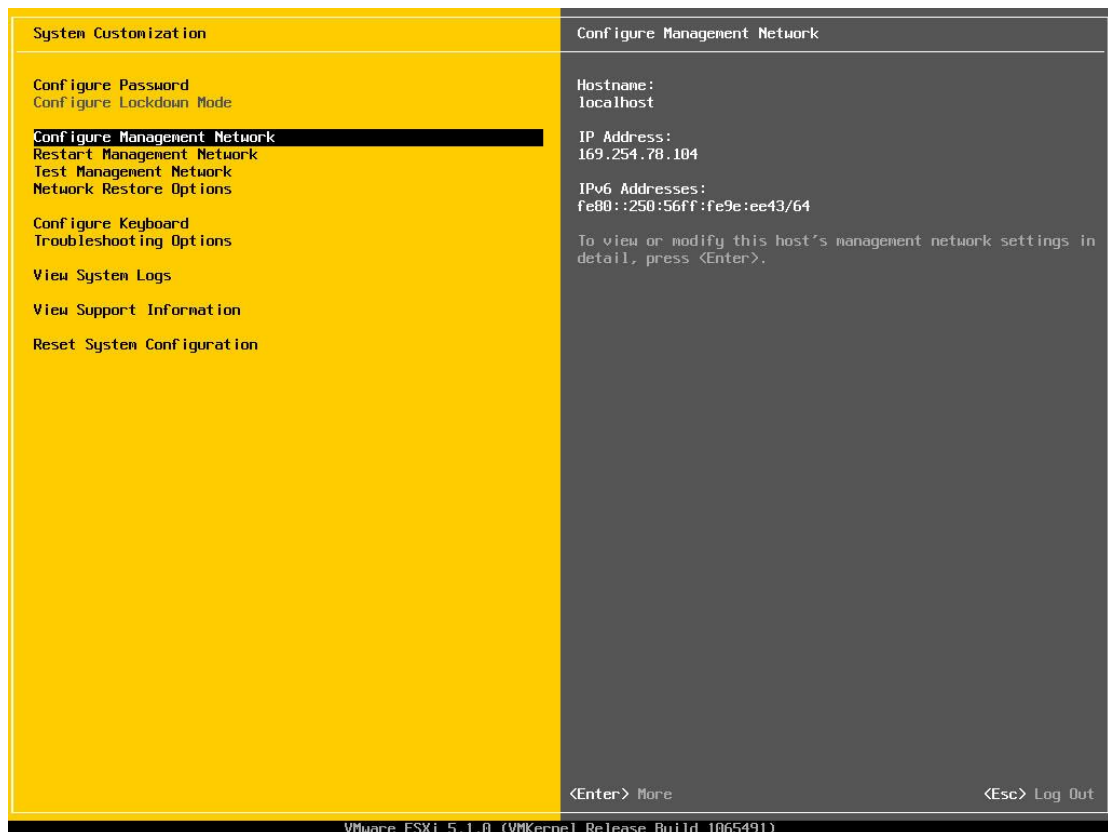 System Customization
Configure Password
Configure Lockdown Mode
Configure Management Network
Restart Management Network
Test Management Network
Network Restore Options
Configure Keyboard
Troubleshooting Options
View System Logs
View Support Information
Reset System Configuration
Configure Management Network
Hostname:
localhost
IP Address:
169.254.78.104
IPv6 Addresses:
fe80::250:56ff:fe9e:ee43/64
To view or modify this host's management network settings in
detail, press <Enter>.
<Enter> More
<Esc> Log Out
VMware ESXi 5.1.0 (VMKernel Release Build 1065491)